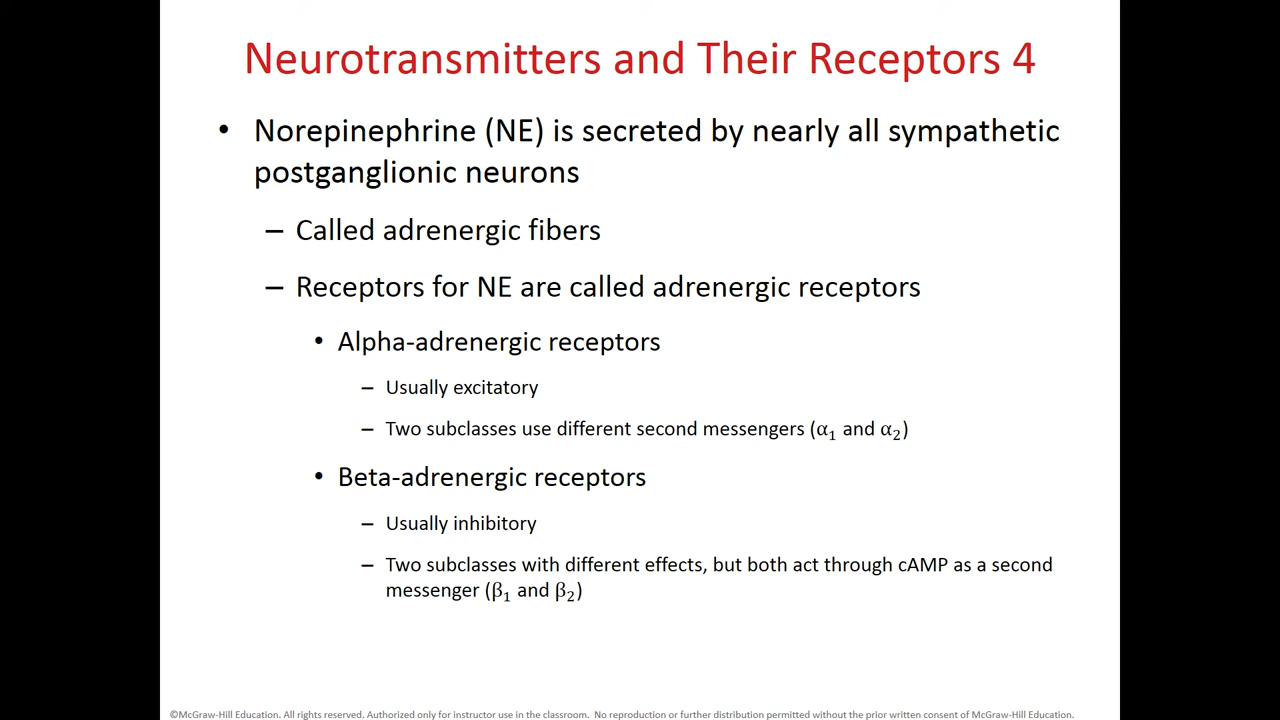 Neurotransmitters and Their Receptors 4
• Norepinephrine (NE) is secreted by nearly all sympathetic
postganglionic neurons
– Called adrenergic fibers
– Receptors for NE are called adrenergic receptors
• Alpha-adrenergic receptors
– Usually excitatory
– Two subclasses use different second messengers (α₁ and α₂)
• Beta-adrenergic receptors
– Usually inhibitory
– Two subclasses with different effects, but both act through cAMP as a second
messenger (β₁ and β₂)
©McGraw-Hill Education. All rights reserved. Authorized only for instructor use in the classroom. No reproduction or further distribution permitted without the prior written consent of McGraw-Hill Education.